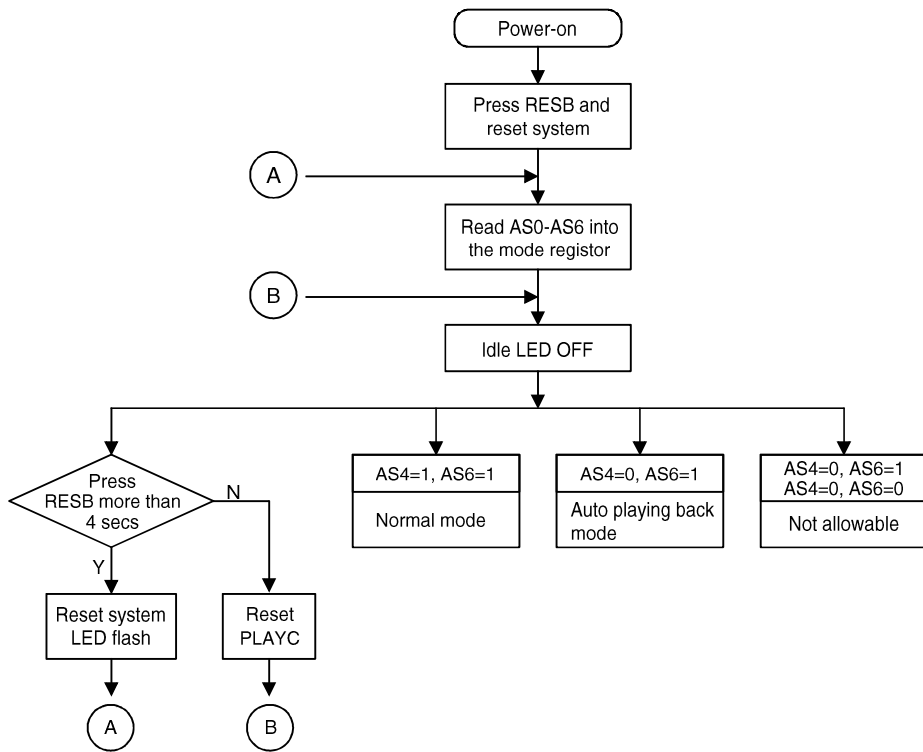 Power-on
Press RESB and
reset system
A
Read AS0-AS6 into
the mode registor
B
Idle LED OFF
Press
RESB more than
4 secs
N
Y
AS4=1, AS6=1
Normal mode
AS4=0, AS6=1
Auto playing back
mode
AS4=0, AS6=1
AS4=0, AS6=0
Not allowable
Reset system
LED flash
Reset
PLAYC
A
B